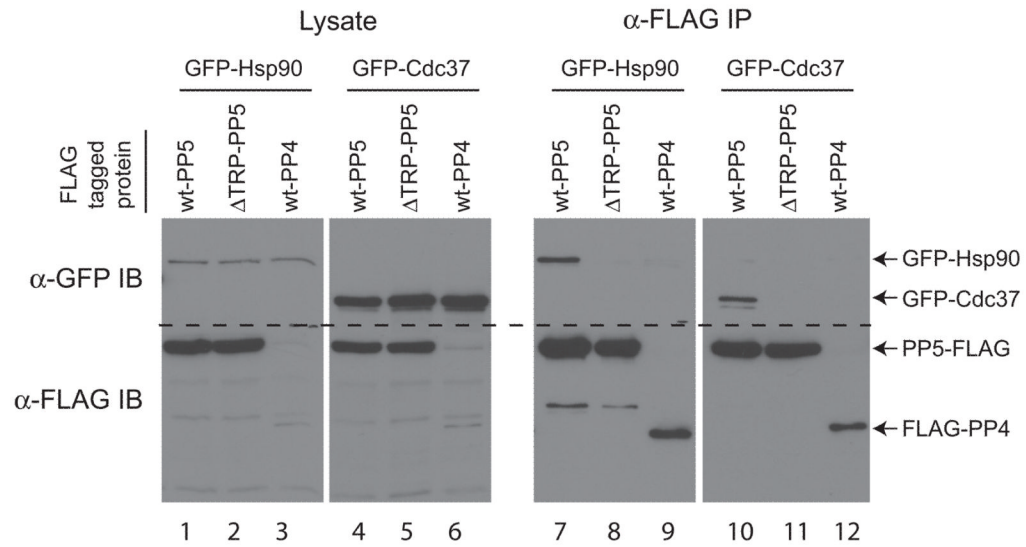 Lysate
α-FLAG IP
GFP-Hsp90
GFP-Cdc37
GFP-Hsp90
GFP-Cdc37
FLAG
tagged
protein
wt-PP5
ΔTRP-PP5
wt-PP4
wt-PP5
ΔTRP-PP5
wt-PP4
wt-PP5
ΔTRP-PP5
wt-PP4
wt-PP5
ΔTRP-PP5
wt-PP4
α-GFP IB
α-FLAG IB
GFP-Hsp90
GFP-Cdc37
PP5-FLAG
FLAG-PP4
1 2 3 4 5 6 7 8 9 10 11 12